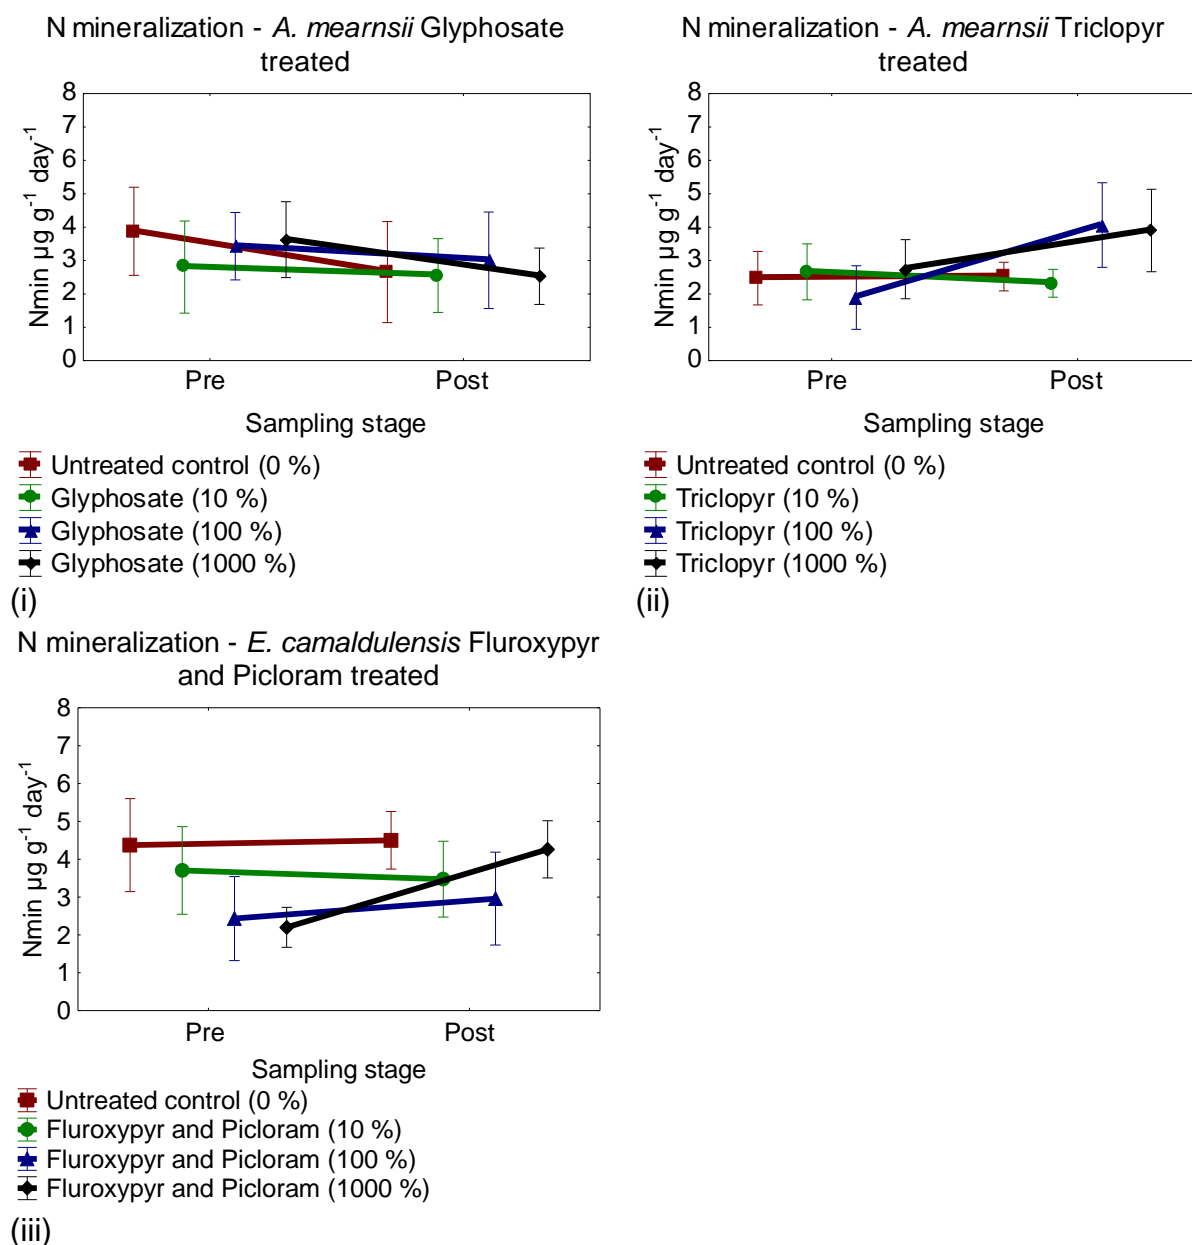 N mineralization - A. mearnsii Glyphosate
treated
8
7
6
5
4
3
2
1
0
Nmin µg g⁻¹ day⁻¹
Pre Post
Sampling stage
Untreated control (0 %)
Glyphosate (10 %)
Glyphosate (100 %)
Glyphosate (1000 %)
(i)
N mineralization - A. mearnsii Triclopyr
treated
8
7
6
5
4
3
2
1
0
Nmin µg g⁻¹ day⁻¹
Pre Post
Sampling stage
Untreated control (0 %)
Triclopyr (10 %)
Triclopyr (100 %)
Triclopyr (1000 %)
(ii)
N mineralization - E. camaldulensis Fluroxypyr
and Picloram treated
8
7
6
5
4
3
2
1
0
Nmin µg g⁻¹ day⁻¹
Pre Post
Sampling stage
Untreated control (0 %)
Fluroxypyr and Picloram (10 %)
Fluroxypyr and Picloram (100 %)
Fluroxypyr and Picloram (1000 %)
(iii)